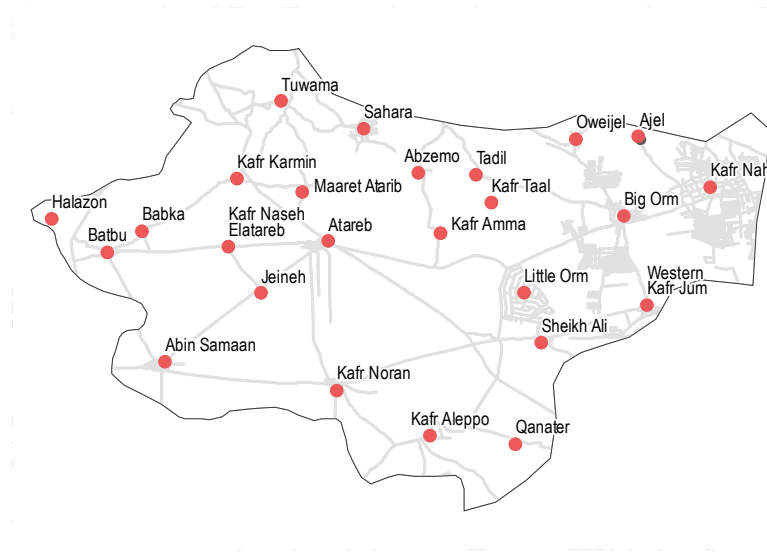 Tuwama
Sahara
Oweijel
Ajel
Kafr Karmin
Abzemo
Tadil
Kafr Nah
Maaret Atarib
Kafr Taal
Halazon
Babka
Kafr Naseh
Elatareb
Big Orm
Batbu
Atareb
Kafr Amma
Jeineh
Little Orm
Western
Kafr Jum
Sheikh Ali
Abin Samaan
Kafr Noran
Kafr Aleppo
Qanater